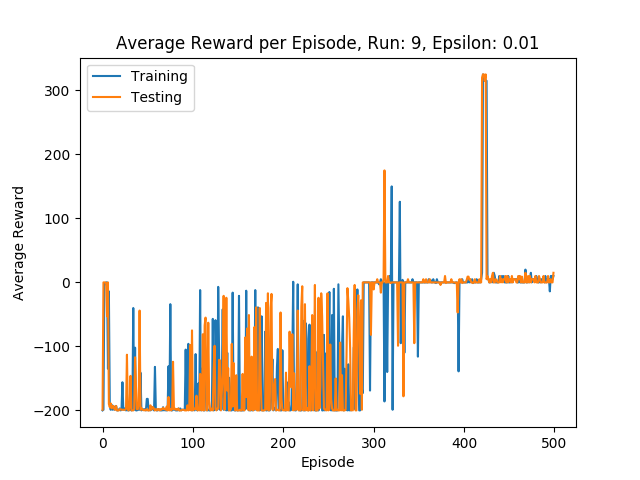 Average Reward per Episode, Run: 9, Epsilon: 0.01
Training
Testing
300
200
100
0
−100
−200
Average Reward
0 100 200 300 400 500
Episode